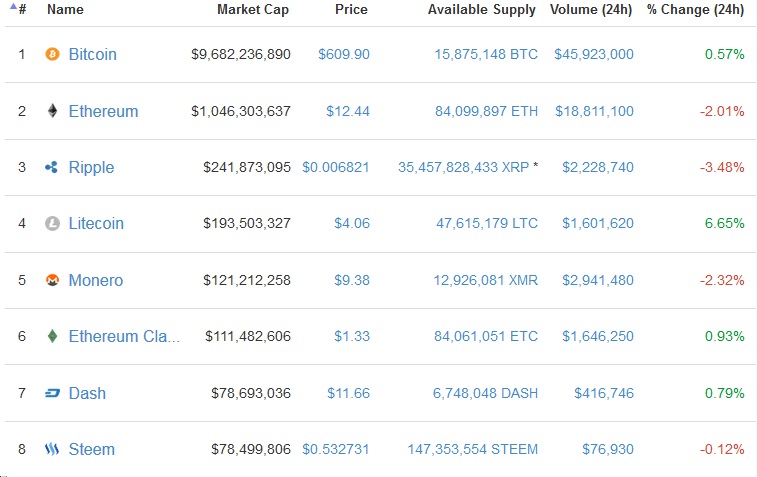 # Name Market Cap Price Available Supply Volume (24h) % Change (24h)
1 Bitcoin $9,682,236,890 $609.90 15,875,148 BTC $45,923,000 0.57%
2 Ethereum $1,046,303,637 $12.44 84,099,897 ETH $18,811,100 -2.01%
3 Ripple $241,873,095 $0.006821 35,457,828,433 XRP * $2,228,740 -3.48%
4 Litecoin $193,503,327 $4.06 47,615,179 LTC $1,601,620 6.65%
5 Monero $121,212,258 $9.38 12,926,081 XMR $2,941,480 -2.32%
6 Ethereum Cla... $111,482,606 $1.33 84,061,051 ETC $1,646,250 0.93%
7 Dash $78,693,036 $11.66 6,748,048 DASH $416,746 0.79%
8 Steem $78,499,806 $0.532731 147,353,554 STEEM $76,930 -0.12%